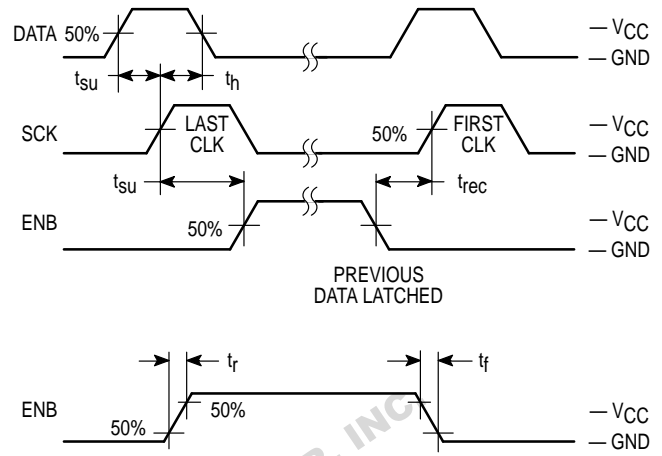 DATA 50%
VCC
GND
tsu
th
SCK
LAST
CLK
50%
FIRST
CLK
VCC
GND
tsu
trec
ENB
50%
VCC
GND
PREVIOUS
DATA LATCHED
tr
tf
ENB
50%
50%
VCC
GND
R, INC